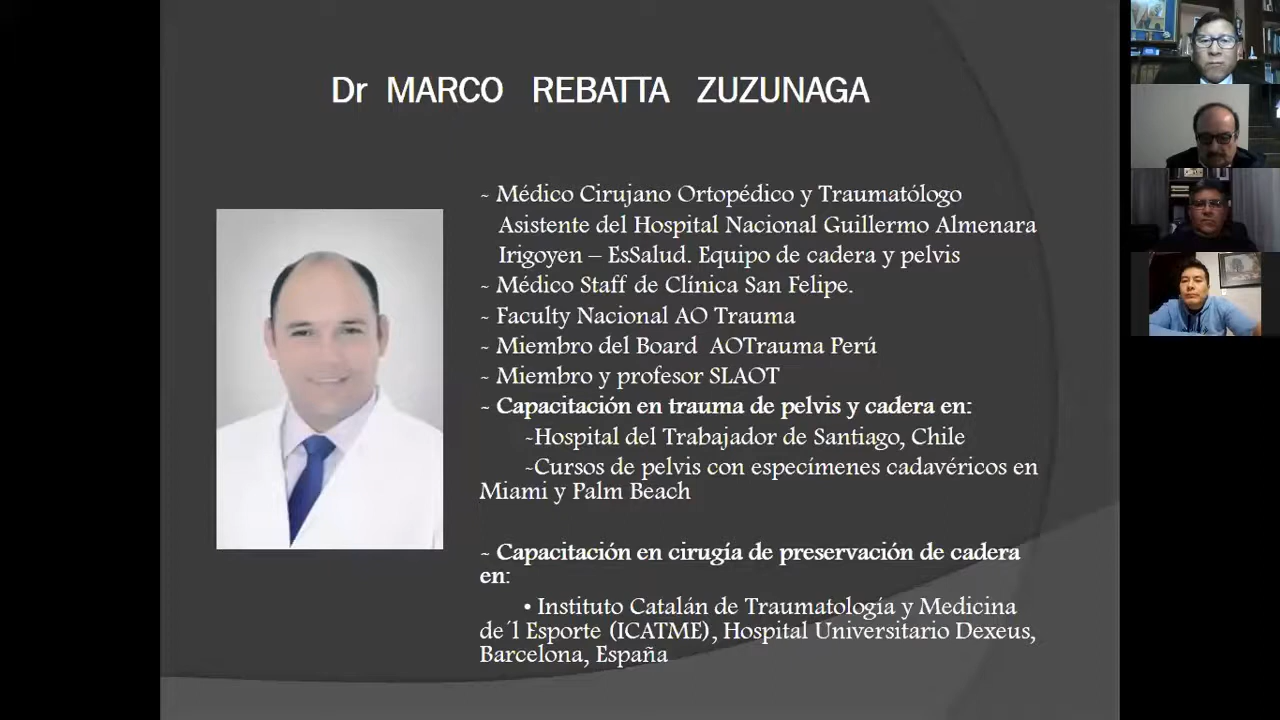 Dr MARCO REBATTA ZUZUNAGA
- Médico Cirujano Ortopédico y Traumatólogo
Asistente del Hospital Nacional Guillermo Almenara
Irigoyen – EsSalud. Equipo de cadera y pelvis
- Médico Staff de Clínica San Felipe.
- Faculty Nacional AO Trauma
- Miembro del Board AOTrauma Perú
- Miembro y profesor SLAOT
- Capacitación en trauma de pelvis y cadera en:
-Hospital del Trabajador de Santiago, Chile
-Cursos de pelvis con especímenes cadavéricos en
Miami y Palm Beach
- Capacitación en cirugía de preservación de cadera
en:
• Instituto Catalán de Traumatología y Medicina
de´l Esporte (ICATME), Hospital Universitario Dexeus,
Barcelona, España